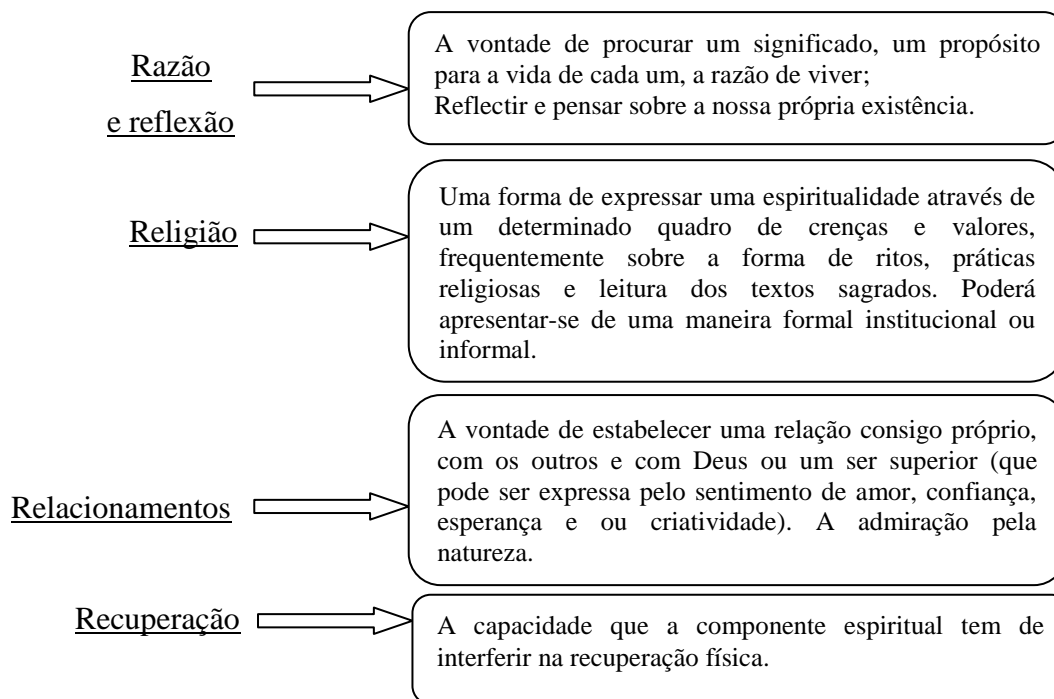 Razão
e reflexão
A vontade de procurar um significado, um propósito
para a vida de cada um, a razão de viver;
Reflectir e pensar sobre a nossa própria existência.
Religião
Uma forma de expressar uma espiritualidade através de
um determinado quadro de crenças e valores,
frequentemente sobre a forma de ritos, práticas
religiosas e leitura dos textos sagrados. Poderá
apresentar-se de uma maneira formal institucional ou
informal.
Relacionamentos
A vontade de estabelecer uma relação consigo próprio,
com os outros e com Deus ou um ser superior (que
pode ser expressa pelo sentimento de amor, confiança,
esperança e ou criatividade). A admiração pela
natureza.
Recuperação
A capacidade que a componente espiritual tem de
interferir na recuperação física.